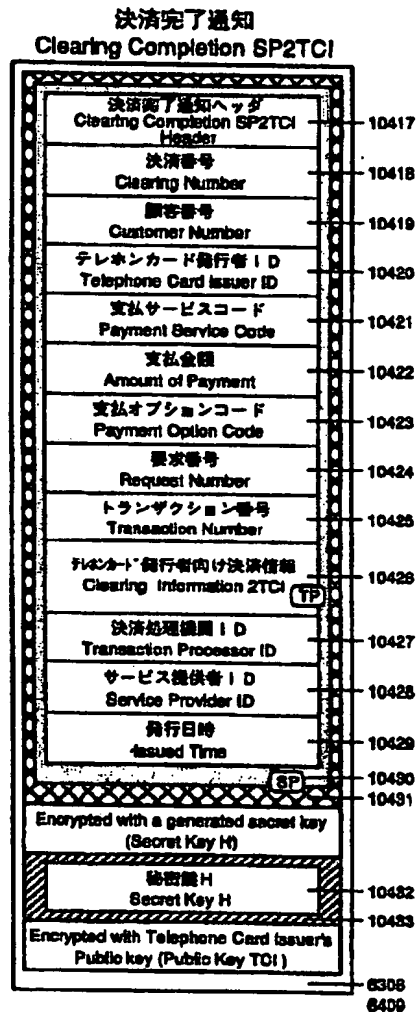 決済完了通知
Clearing Completion SP2TCI
決済完了通知ヘッダ
Clearing Completion SP2TCI
Header
10417
決済番号
Clearing Number
10418
顧客番号
Customer Number
10419
テレホンカード発行者ID
Telephone Card Issuer ID
10420
支払サービスコード
Payment Service Code
10421
支払金額
Amount of Payment
10422
支払オプションコード
Payment Option Code
10423
要求番号
Request Number
10424
トランザクション番号
Transaction Number
10425
テレホンカード発行者向け決済情報
Clearing Information 2TCI
TP
10426
決済処理機関ID
Transaction Processor ID
10427
サービス提供者ID
Service Provider ID
10428
発行日時
Issued Time
10429
SP
10430
10431
Encrypted with a generated secret key
(Secret Key H)
秘密鍵H
Secret Key H
10432
10433
Encrypted with Telephone Card Issuer's
Public key (Public Key TCI )
6308
6409